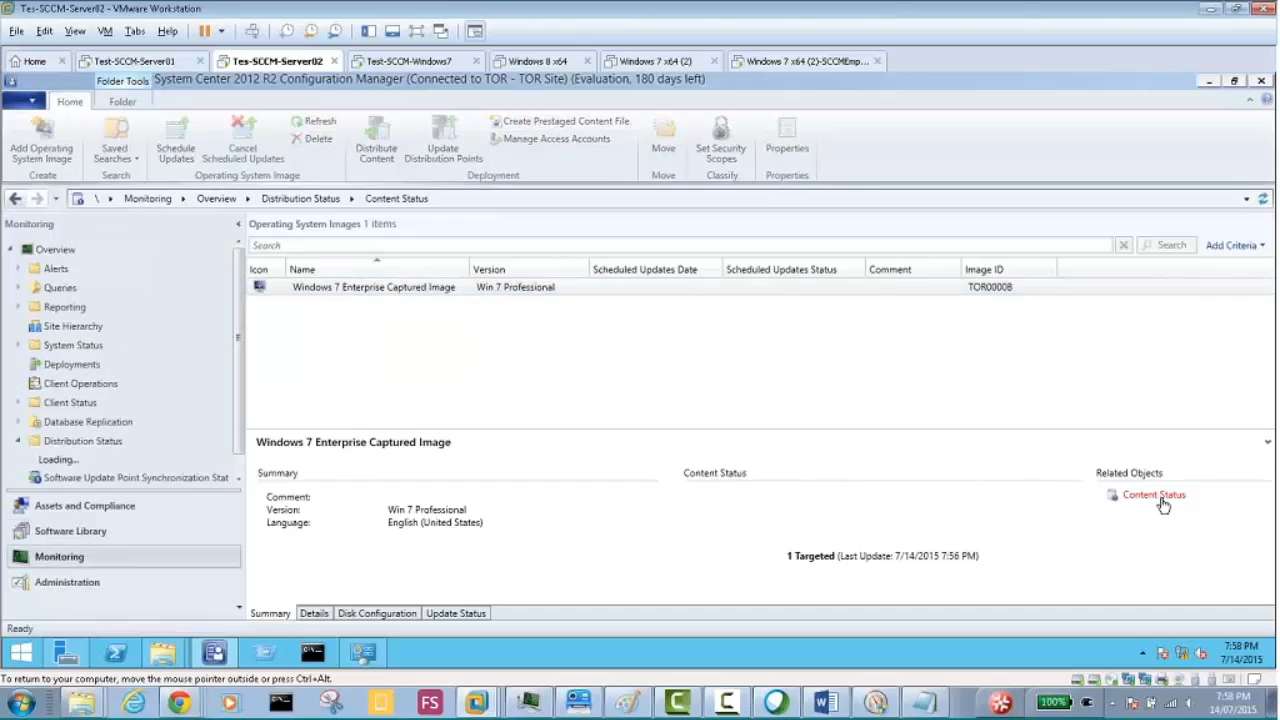 Tes-SCCM-Server02 - VMware Workstation
File Edit View VM Tabs Help
Home Test-SCCM-Server01 Tes-SCCM-Server02 Test-SCCM-Windows7 Windows 8 x64 Windows 7 x64 (2) Windows 7 x64 (2)-SCCMEmp...
Folder Tools System Center 2012 R2 Configuration Manager (Connected to TOR - TOR Site) (Evaluation, 180 days left)
Home Folder
Add Operating System Image
Saved Searches
Schedule Updates
Cancel Scheduled Updates
Refresh
Delete
Distribute Content
Update Distribution Points
Create Prestaged Content File
Manage Access Accounts
Move
Set Security Scopes
Properties
Create Search Operating System Image Deployment Move Classify Properties
\ Monitoring Overview Distribution Status Content Status
Monitoring
Overview
Alerts
Queries
Reporting
Site Hierarchy
System Status
Deployments
Client Operations
Client Status
Database Replication
Distribution Status
Loading...
Software Update Point Synchronization Stat
Assets and Compliance
Software Library
Monitoring
Administration
Operating System Images 1 items
Search Search Add Criteria
Icon Name Version Scheduled Updates Date Scheduled Updates Status Comment Image ID
Windows 7 Enterprise Captured Image Win 7 Professional TOR0000B
Windows 7 Enterprise Captured Image
Summary Content Status Related Objects
Comment:
Version: Win 7 Professional
Language: English (United States)
1 Targeted (Last Update: 7/14/2015 7:56 PM)
Content Status
Summary Details Disk Configuration Update Status
Ready
7:58 PM
7/14/2015
To return to your computer, move the mouse pointer outside or press Ctrl+Alt.
FS
100%
7:58 PM
14/07/2015